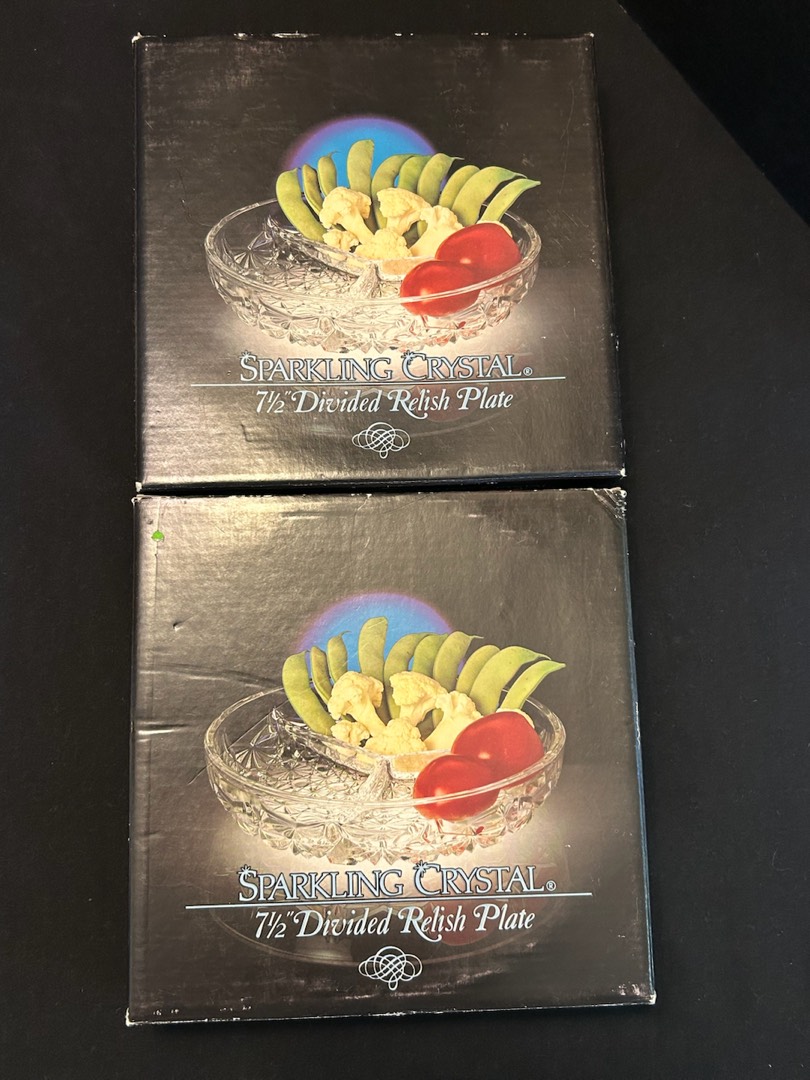 SPARKLING CRYSTAL®
7½" Divided Relish Plate
SPARKLING CRYSTAL®
7½" Divided Relish Plate